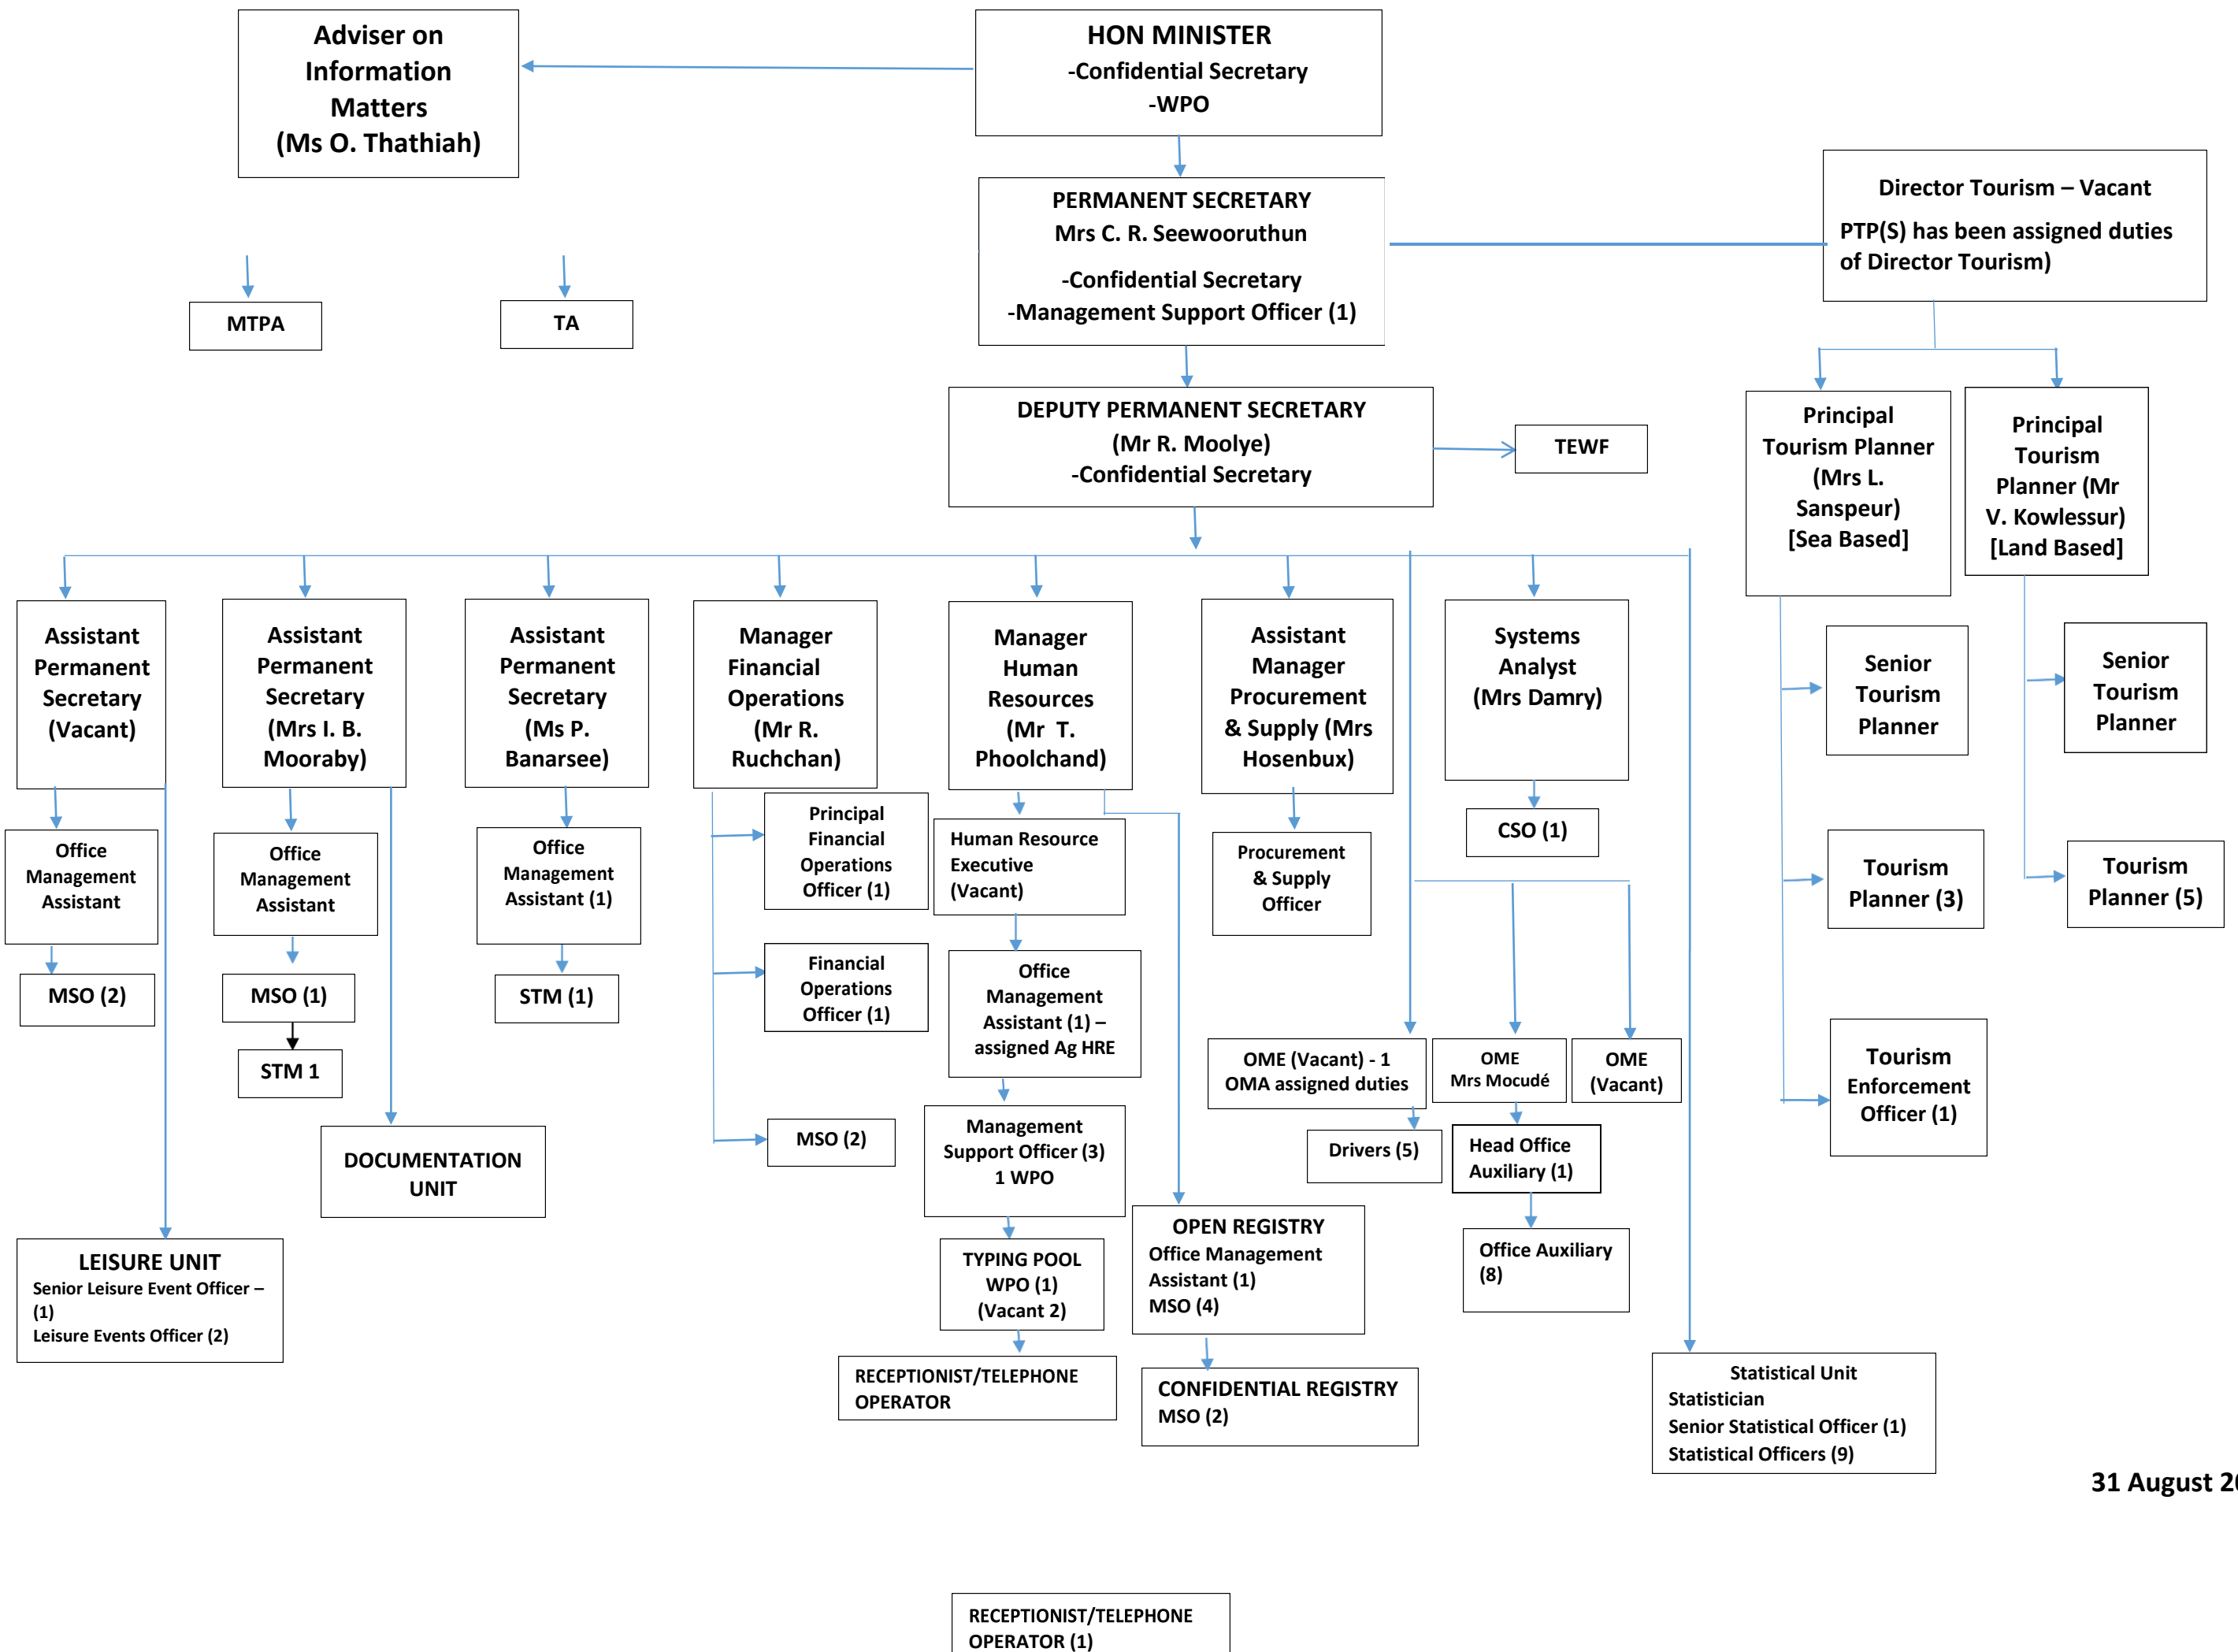 Adviser on
Information
Matters
(Ms O. Thathiah)
HON MINISTER
-Confidential Secretary
-WPO
PERMANENT SECRETARY
Mrs C. R. Seewooruthun
-Confidential Secretary
-Management Support Officer (1)
Director Tourism – Vacant
PTP(S) has been assigned duties
of Director Tourism)
MTPA
TA
DEPUTY PERMANENT SECRETARY
(Mr R. Moolye)
-Confidential Secretary
TEWF
Principal
Tourism Planner
(Mrs L.
Sanspeur)
[Sea Based]
Principal
Tourism
Planner (Mr
V. Kowlessur)
[Land Based]
Assistant
Permanent
Secretary
(Vacant)
Assistant
Permanent
Secretary
(Mrs I. B.
Mooraby)
Assistant
Permanent
Secretary
(Ms P.
Banarsee)
Manager
Financial
Operations
(Mr R.
Ruchchan)
Manager
Human
Resources
(Mr T.
Phoolchand)
Assistant
Manager
Procurement
& Supply (Mrs
Hosenbux)
Systems
Analyst
(Mrs Damry)
Senior
Tourism
Planner
Senior
Tourism
Planner
Office
Management
Assistant
Office
Management
Assistant
Office
Management
Assistant (1)
Principal
Financial
Operations
Officer (1)
Human Resource
Executive
(Vacant)
Procurement
& Supply
Officer
CSO (1)
Tourism
Planner (3)
Tourism
Planner (5)
MSO (2)
MSO (1)
STM (1)
Financial
Operations
Officer (1)
Office
Management
Assistant (1) –
assigned Ag HRE
STM 1
OME (Vacant) - 1
OMA assigned duties
OME
Mrs Mocudé
OME
(Vacant)
Tourism
Enforcement
Officer (1)
DOCUMENTATION
UNIT
MSO (2)
Management
Support Officer (3)
1 WPO
Drivers (5)
Head Office
Auxiliary (1)
LEISURE UNIT
Senior Leisure Event Officer –
(1)
Leisure Events Officer (2)
TYPING POOL
WPO (1)
(Vacant 2)
OPEN REGISTRY
Office Management
Assistant (1)
MSO (4)
Office Auxiliary
(8)
RECEPTIONIST/TELEPHONE
OPERATOR
CONFIDENTIAL REGISTRY
MSO (2)
Statistical Unit
Statistician
Senior Statistical Officer (1)
Statistical Officers (9)
31 August 2
RECEPTIONIST/TELEPHONE
OPERATOR (1)